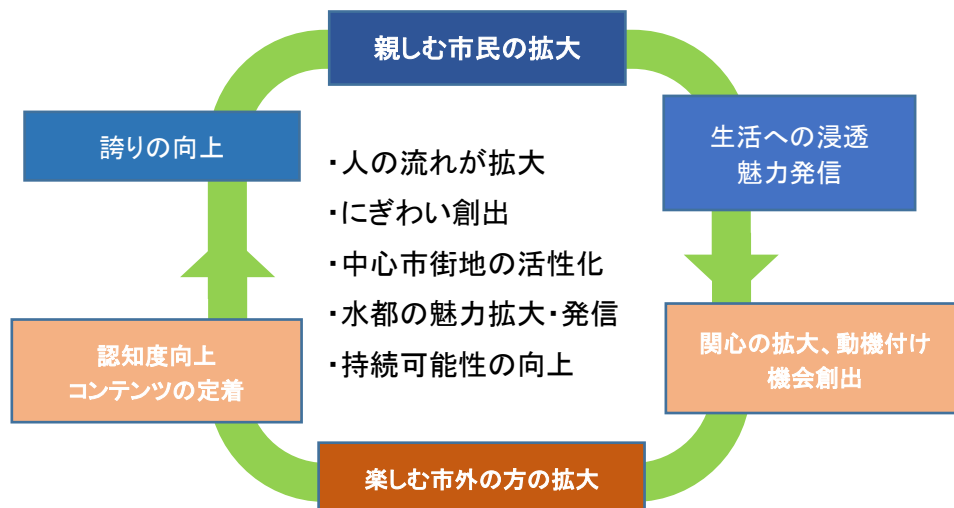 親しむ市民の拡大
誇りの向上
生活への浸透
魅力発信
・人の流れが拡大
・にぎわい創出
・中心市街地の活性化
・水都の魅力拡大・発信
・持続可能性の向上
認知度向上
コンテンツの定着
関心の拡大、動機付け
機会創出
楽しむ市外の方の拡大